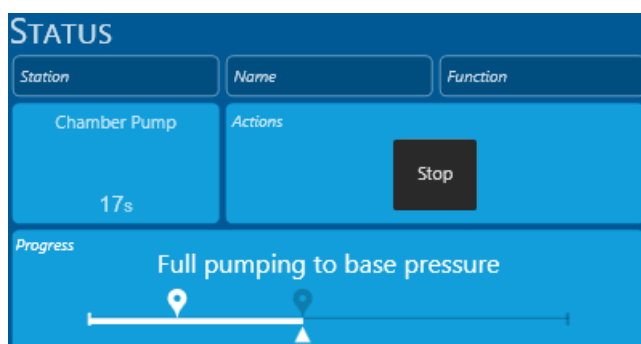 STATUS
Station
Name
Function
Chamber Pump
Actions
Stop
17s
Progress
Full pumping to base pressure